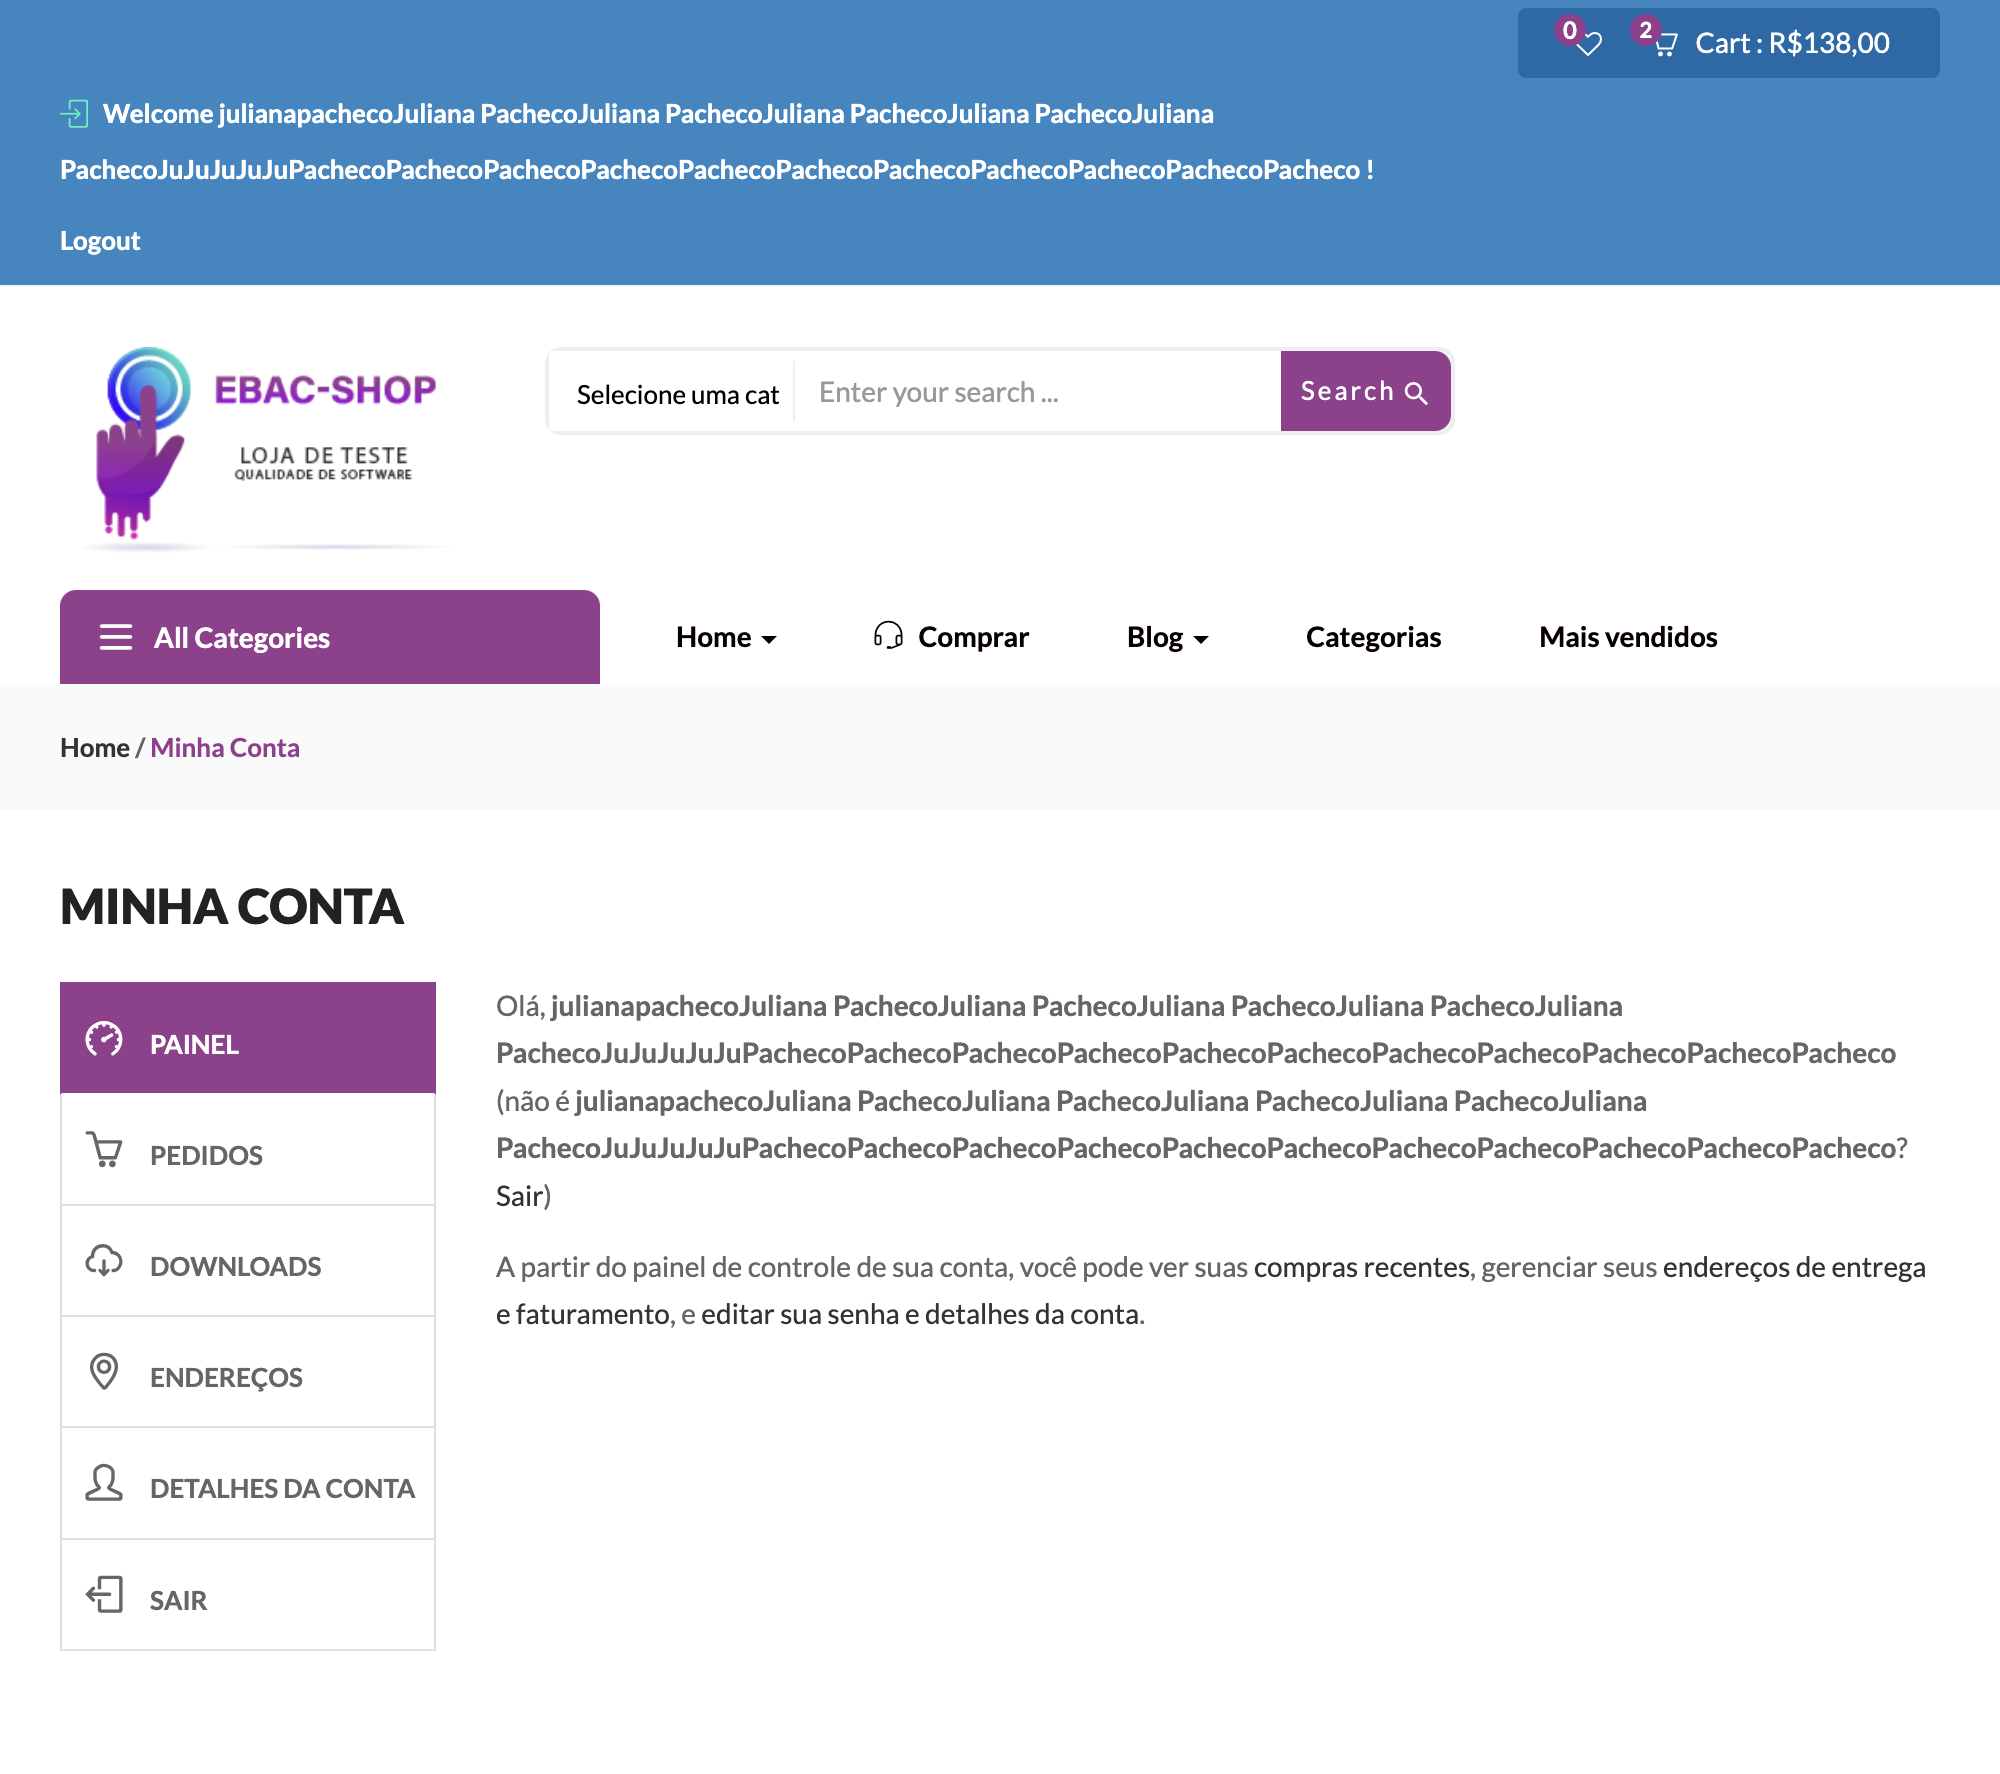 0 2 Cart : R$138,00
Welcome julianapachecoJuliana PachecoJuliana PachecoJuliana PachecoJuliana PachecoJuliana
PachecoJuJuJuJuJuPachecoPachecoPachecoPachecoPachecoPachecoPachecoPachecoPachecoPachecoPacheco !
Logout
EBAC-SHOP
LOJA DE TESTE
QUALIDADE DE SOFTWARE
Selecione uma cat Enter your search ... Search
All Categories Home Comprar Blog Categorias Mais vendidos
Home / Minha Conta
MINHA CONTA
PAINEL
PEDIDOS
DOWNLOADS
ENDEREÇOS
DETALHES DA CONTA
SAIR
Olá, julianapachecoJuliana PachecoJuliana PachecoJuliana PachecoJuliana PachecoJuliana
PachecoJuJuJuJuJuPachecoPachecoPachecoPachecoPachecoPachecoPachecoPachecoPachecoPachecoPacheco
(não é julianapachecoJuliana PachecoJuliana PachecoJuliana PachecoJuliana PachecoJuliana
PachecoJuJuJuJuJuPachecoPachecoPachecoPachecoPachecoPachecoPachecoPachecoPachecoPachecoPacheco?
Sair)
A partir do painel de controle de sua conta, você pode ver suas compras recentes, gerenciar seus endereços de entrega
e faturamento, e editar sua senha e detalhes da conta.